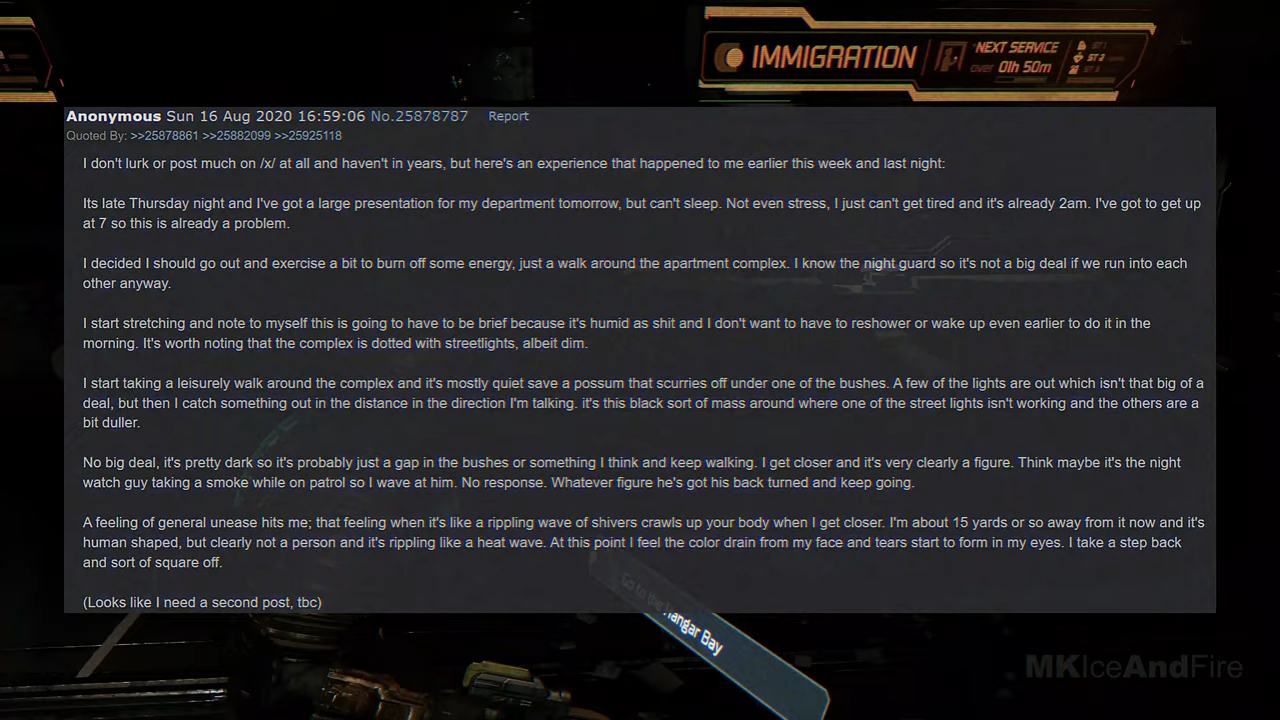 IMMIGRATION
NEXT SERVICE
over 01h 50m
ST 2
Anonymous Sun 16 Aug 2020 16:59:06 No.25878787 Report
Quoted By: >>25878861 >>25882099 >>25925118
I don't lurk or post much on /x/ at all and haven't in years, but here's an experience that happened to me earlier this week and last night:
Its late Thursday night and I've got a large presentation for my department tomorrow, but can't sleep. Not even stress, I just can't get tired and it's already 2am. I've got to get up
at 7 so this is already a problem.
I decided I should go out and exercise a bit to burn off some energy, just a walk around the apartment complex. I know the night guard so it's not a big deal if we run into each
other anyway.
I start stretching and note to myself this is going to have to be brief because it's humid as shit and I don't want to have to reshower or wake up even earlier to do it in the
morning. It's worth noting that the complex is dotted with streetlights, albeit dim.
I start taking a leisurely walk around the complex and it's mostly quiet save a possum that scurries off under one of the bushes. A few of the lights are out which isn't that big of a
deal, but then I catch something out in the distance in the direction I'm talking. it's this black sort of mass around where one of the street lights isn't working and the others are a
bit duller.
No big deal, it's pretty dark so it's probably just a gap in the bushes or something I think and keep walking. I get closer and it's very clearly a figure. Think maybe it's the night
watch guy taking a smoke while on patrol so I wave at him. No response. Whatever figure he's got his back turned and keep going.
A feeling of general unease hits me; that feeling when it's like a rippling wave of shivers crawls up your body when I get closer. I'm about 15 yards or so away from it now and it's
human shaped, but clearly not a person and it's rippling like a heat wave. At this point I feel the color drain from my face and tears start to form in my eyes. I take a step back
and sort of square off.
(Looks like I need a second post, tbc)
Go to the Hangar Bay
MKIceAndFire